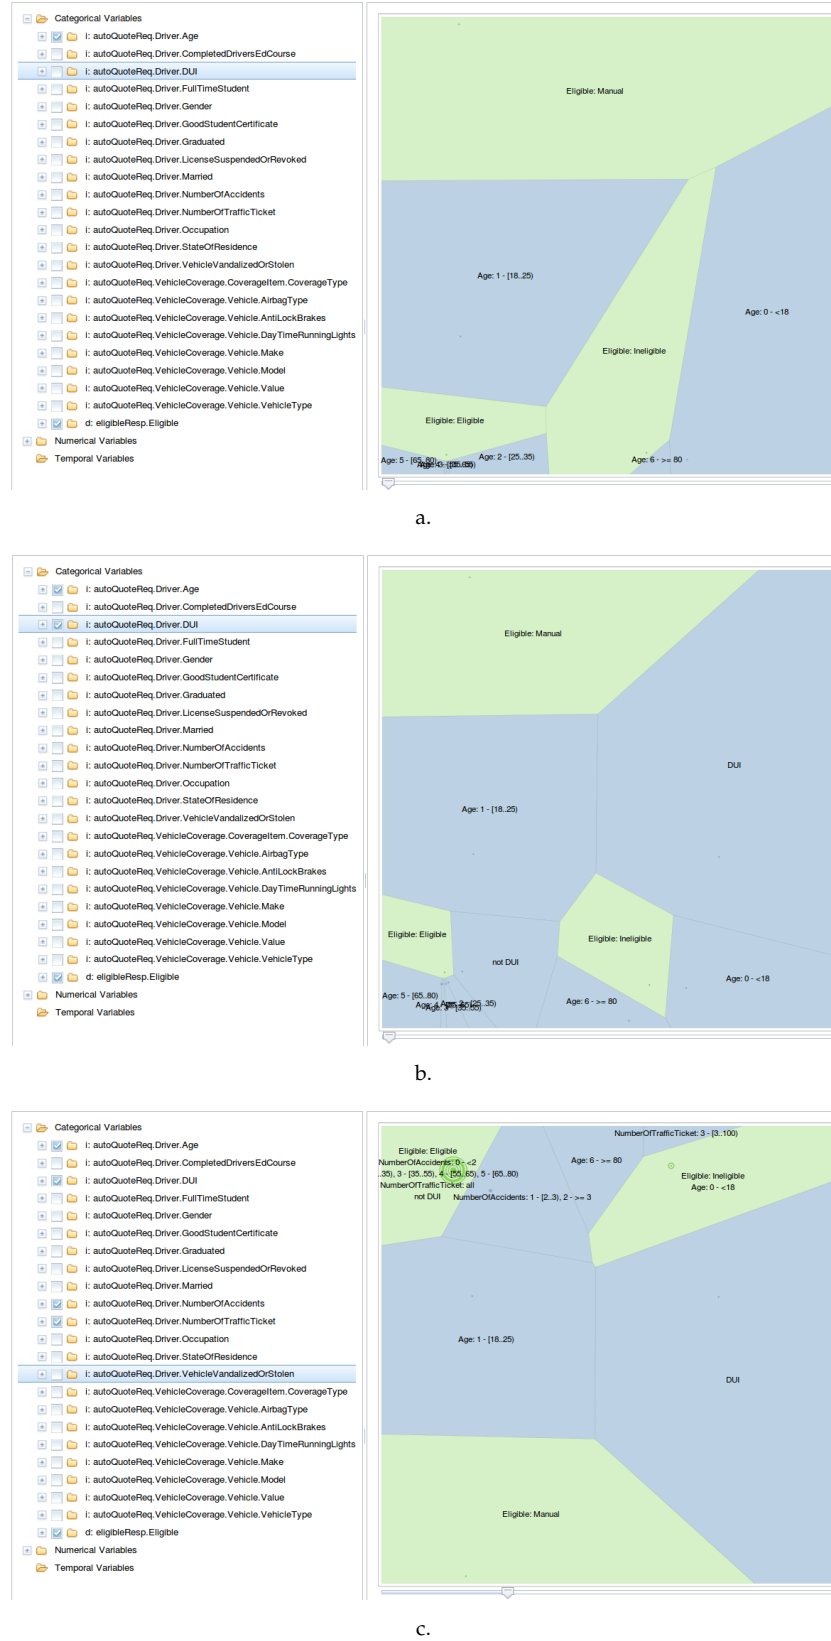 Categorical Variables
i: autoQuoteReq.Driver.Age
i: autoQuoteReq.Driver.CompletedDriversEdCourse
i: autoQuoteReq.Driver.DUI
i: autoQuoteReq.Driver.FullTimeStudent
i: autoQuoteReq.Driver.Gender
i: autoQuoteReq.Driver.GoodStudentCertificate
i: autoQuoteReq.Driver.Graduated
i: autoQuoteReq.Driver.LicenseSuspendedOrRevoked
i: autoQuoteReq.Driver.Married
i: autoQuoteReq.Driver.NumberOfAccidents
i: autoQuoteReq.Driver.NumberOfTrafficTicket
i: autoQuoteReq.Driver.Occupation
i: autoQuoteReq.Driver.StateOfResidence
i: autoQuoteReq.Driver.VehicleVandalizedOrStolen
i: autoQuoteReq.VehicleCoverage.CoverageItem.CoverageType
i: autoQuoteReq.VehicleCoverage.Vehicle.AirbagType
i: autoQuoteReq.VehicleCoverage.Vehicle.AntiLockBrakes
i: autoQuoteReq.VehicleCoverage.Vehicle.DayTimeRunningLights
i: autoQuoteReq.VehicleCoverage.Vehicle.Make
i: autoQuoteReq.VehicleCoverage.Vehicle.Model
i: autoQuoteReq.VehicleCoverage.Vehicle.Value
i: autoQuoteReq.VehicleCoverage.Vehicle.VehicleType
d: eligibleResp.Eligible
Numerical Variables
Temporal Variables
Eligible: Manual
Age: 1 - [18..25)
Age: 0 - <18
Eligible: Ineligible
Eligible: Eligible
Age: 2 - [25..35)
Age: 5 - [65..80)
Age: 6 - >= 80
a.
Categorical Variables
i: autoQuoteReq.Driver.Age
i: autoQuoteReq.Driver.CompletedDriversEdCourse
i: autoQuoteReq.Driver.DUI
i: autoQuoteReq.Driver.FullTimeStudent
i: autoQuoteReq.Driver.Gender
i: autoQuoteReq.Driver.GoodStudentCertificate
i: autoQuoteReq.Driver.Graduated
i: autoQuoteReq.Driver.LicenseSuspendedOrRevoked
i: autoQuoteReq.Driver.Married
i: autoQuoteReq.Driver.NumberOfAccidents
i: autoQuoteReq.Driver.NumberOfTrafficTicket
i: autoQuoteReq.Driver.Occupation
i: autoQuoteReq.Driver.StateOfResidence
i: autoQuoteReq.Driver.VehicleVandalizedOrStolen
i: autoQuoteReq.VehicleCoverage.CoverageItem.CoverageType
i: autoQuoteReq.VehicleCoverage.Vehicle.AirbagType
i: autoQuoteReq.VehicleCoverage.Vehicle.AntiLockBrakes
i: autoQuoteReq.VehicleCoverage.Vehicle.DayTimeRunningLights
i: autoQuoteReq.VehicleCoverage.Vehicle.Make
i: autoQuoteReq.VehicleCoverage.Vehicle.Model
i: autoQuoteReq.VehicleCoverage.Vehicle.Value
i: autoQuoteReq.VehicleCoverage.Vehicle.VehicleType
d: eligibleResp.Eligible
Numerical Variables
Temporal Variables
Eligible: Manual
DUI
Age: 1 - [18..25)
Eligible: Eligible
Eligible: Ineligible
not DUI
Age: 0 - <18
Age: 5 - [65..80)
Age: 6 - >= 80
b.
Categorical Variables
i: autoQuoteReq.Driver.Age
i: autoQuoteReq.Driver.CompletedDriversEdCourse
i: autoQuoteReq.Driver.DUI
i: autoQuoteReq.Driver.FullTimeStudent
i: autoQuoteReq.Driver.Gender
i: autoQuoteReq.Driver.GoodStudentCertificate
i: autoQuoteReq.Driver.Graduated
i: autoQuoteReq.Driver.LicenseSuspendedOrRevoked
i: autoQuoteReq.Driver.Married
i: autoQuoteReq.Driver.NumberOfAccidents
i: autoQuoteReq.Driver.NumberOfTrafficTicket
i: autoQuoteReq.Driver.Occupation
i: autoQuoteReq.Driver.StateOfResidence
i: autoQuoteReq.Driver.VehicleVandalizedOrStolen
i: autoQuoteReq.VehicleCoverage.CoverageItem.CoverageType
i: autoQuoteReq.VehicleCoverage.Vehicle.AirbagType
i: autoQuoteReq.VehicleCoverage.Vehicle.AntiLockBrakes
i: autoQuoteReq.VehicleCoverage.Vehicle.DayTimeRunningLights
i: autoQuoteReq.VehicleCoverage.Vehicle.Make
i: autoQuoteReq.VehicleCoverage.Vehicle.Model
i: autoQuoteReq.VehicleCoverage.Vehicle.Value
i: autoQuoteReq.VehicleCoverage.Vehicle.VehicleType
d: eligibleResp.Eligible
Numerical Variables
Temporal Variables
NumberOfTrafficTicket: 3 - [3..100)
Eligible: Eligible
NumberOfAccidents: 0 - <2
..35), 3 - [35..55), 4 - [55..65), 5 - [65..80)
NumberOfTrafficTicket: all
not DUI
NumberOfAccidents: 1 - [2..3), 2 - >= 3
Age: 6 - >= 80
Eligible: Ineligible
Age: 0 - <18
Age: 1 - [18..25)
DUI
Eligible: Manual
c.